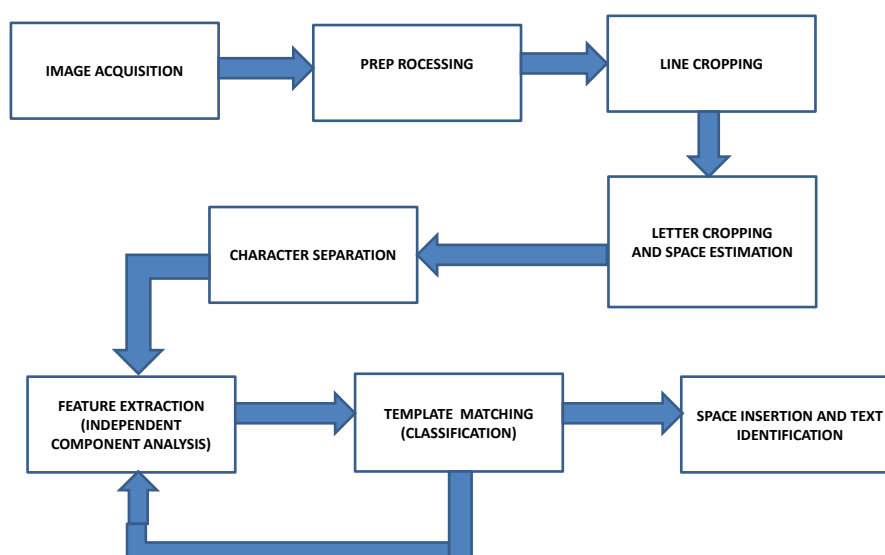 IMAGE ACQUISITION
PREP ROCESSING
LINE CROPPING
LETTER CROPPING
AND SPACE ESTIMATION
CHARACTER SEPARATION
FEATURE EXTRACTION
(INDEPENDENT
COMPONENT ANALYSIS)
TEMPLATE MATCHING
(CLASSIFICATION)
SPACE INSERTION AND TEXT
IDENTIFICATION